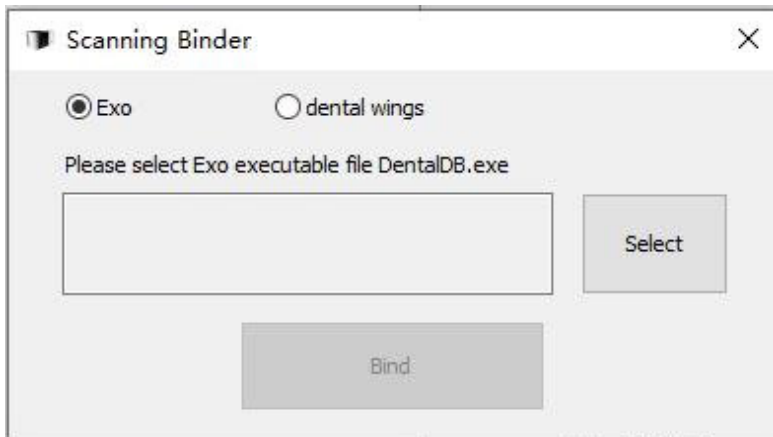 Scanning Binder
Exo dental wings
Please select Exo executable file DentalDB.exe
Select
Bind